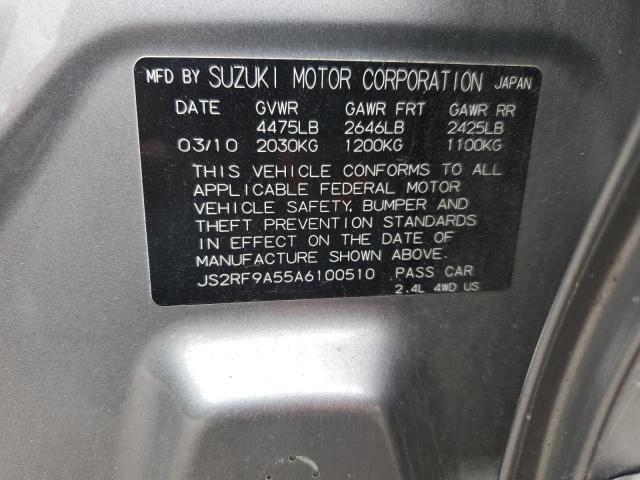 MFD BY SUZUKI MOTOR CORPORATION JAPAN
DATE GVWR GAWR FRT GAWR RR
4475LB 2646LB 2425LB
03/10 2030KG 1200KG 1100KG
THIS VEHICLE CONFORMS TO ALL
APPLICABLE FEDERAL MOTOR
VEHICLE SAFETY, BUMPER AND
THEFT PREVENTION STANDARDS
IN EFFECT ON THE DATE OF
MANUFACTURE SHOWN ABOVE.
JS2RF9A55A6100510 PASS CAR
2.4L 4WD US